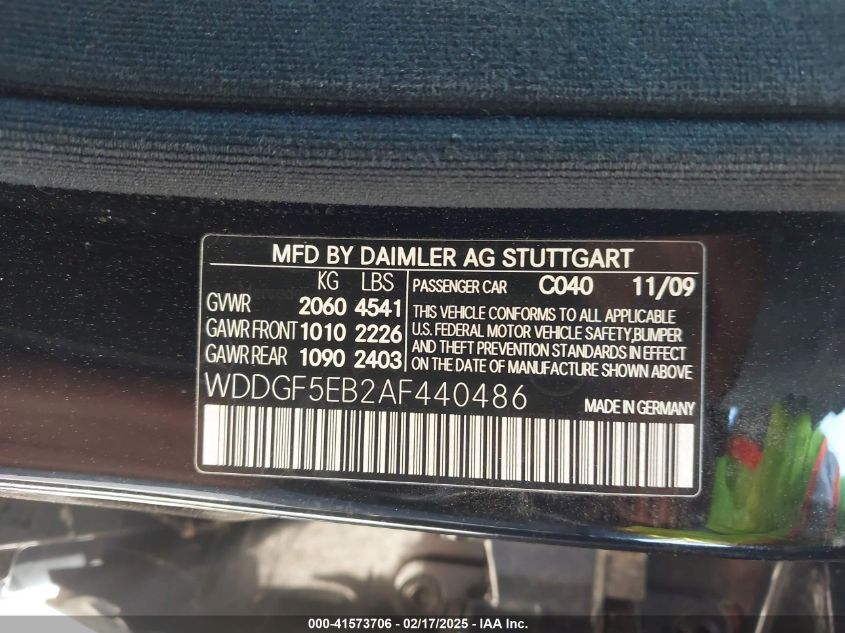 MFD BY DAIMLER AG STUTTGART
KG LBS
GVWR 2060 4541
GAWR FRONT 1010 2226
GAWR REAR 1090 2403
PASSENGER CAR C040 11/09
THIS VEHICLE CONFORMS TO ALL APPLICABLE
U.S. FEDERAL MOTOR VEHICLE SAFETY,BUMPER
AND THEFT PREVENTION STANDARDS IN EFFECT
ON THE DATE OF MANUFACTURE SHOWN ABOVE
WDDGF5EB2AF440486
MADE IN GERMANY
000-41573706 - 02/17/2025 - IAA Inc.